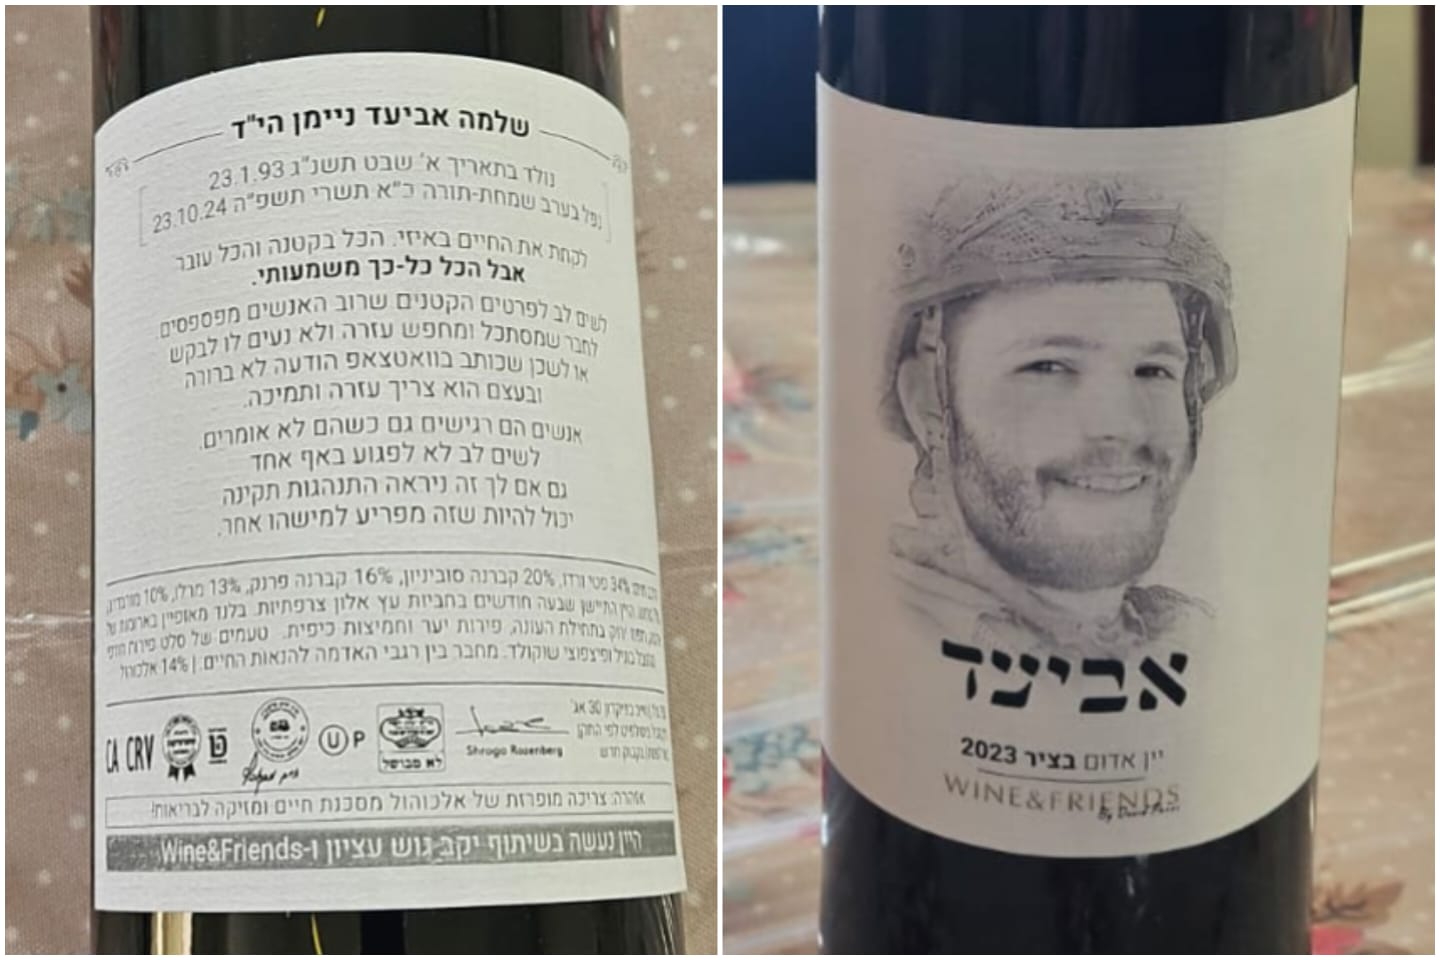 שלמה אביעד ניימן הי"ד
נולד בתאריך א' שבט תשנ"ג 23.1.93
נפל בערב שמחת-תורה כ"א תשרי תשפ"ה 23.10.24
לקחת את החיים באיזי. הכל בקטנה והכל עובר
אבל הכל כל-כך משמעותי.
לשים לב לפרטים הקטנים שרוב האנשים מפספסים.
לחבר שמסתכל ומחפש עזרה ולא נעים לו לבקש
או לשכן שכותב בוואטצאפ הודעה לא ברורה
ובעצם הוא צריך עזרה ותמיכה.
אנשים הם רגישים גם כשהם לא אומרים.
לשים לב לא לפגוע באף אחד
גם אם לך זה ניראה התנהגות תקינה
יכול להיות שזה מפריע למישהו אחר.
34% פטי ורדו, 20% קברנה סוביניון, 16% קברנה פרנק, 13% מרלו, 10%
היין התיישן שבעה חודשים בחביות עץ אלון צרפתיות. בלנד מאופיין בארומות של
בתחילת העונה, פירות יער וחמיצות כיפית. טעמים של סלט פירות
ופיצפוצי שוקולד. מחבר בין רגבי האדמה להנאות החיים. | 14% אלכוהול
CA CRV
U P
לא מבושל
Shraga Rozenberg
30 אג'
אזהרה: צריכה מופרזת של אלכוהול מסכנת חיים ומזיקה לבריאות!
היין נעשה בשיתוף יקב גוש עציון ו-Wine&Friends
אביעד
יין אדום בציר 2023
WINE&FRIENDS